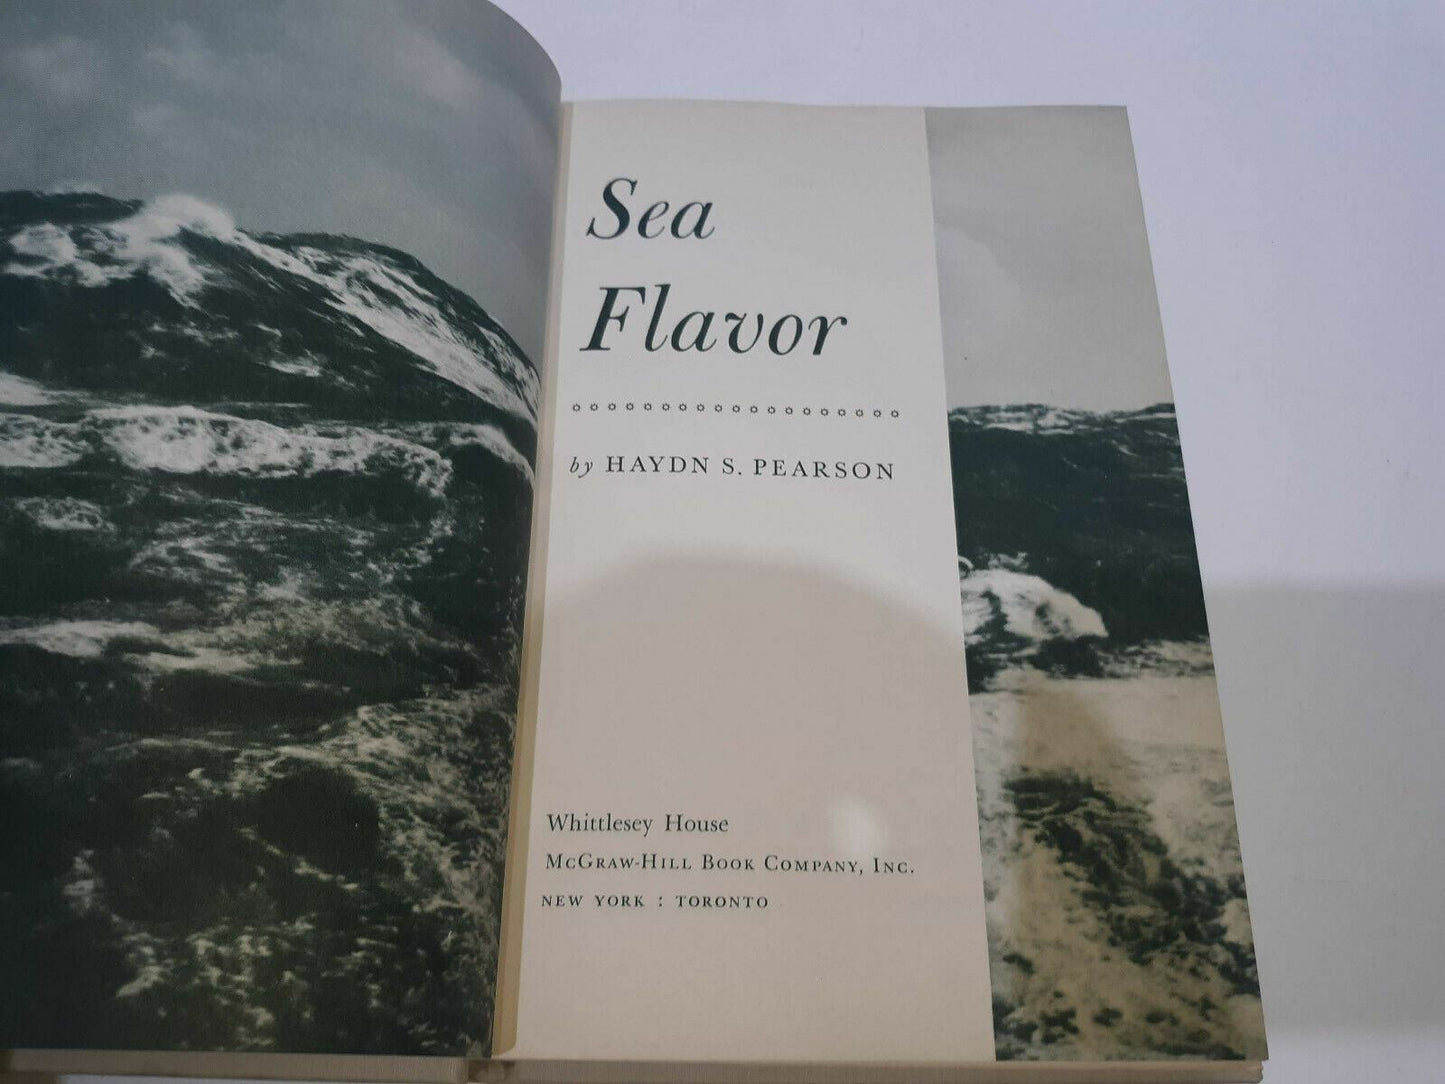 Sea
Flavor
by HAYDN S. PEARSON
Whittlesey House
McGRAW-HILL BOOK COMPANY, INC.
NEW YORK : TORONTO